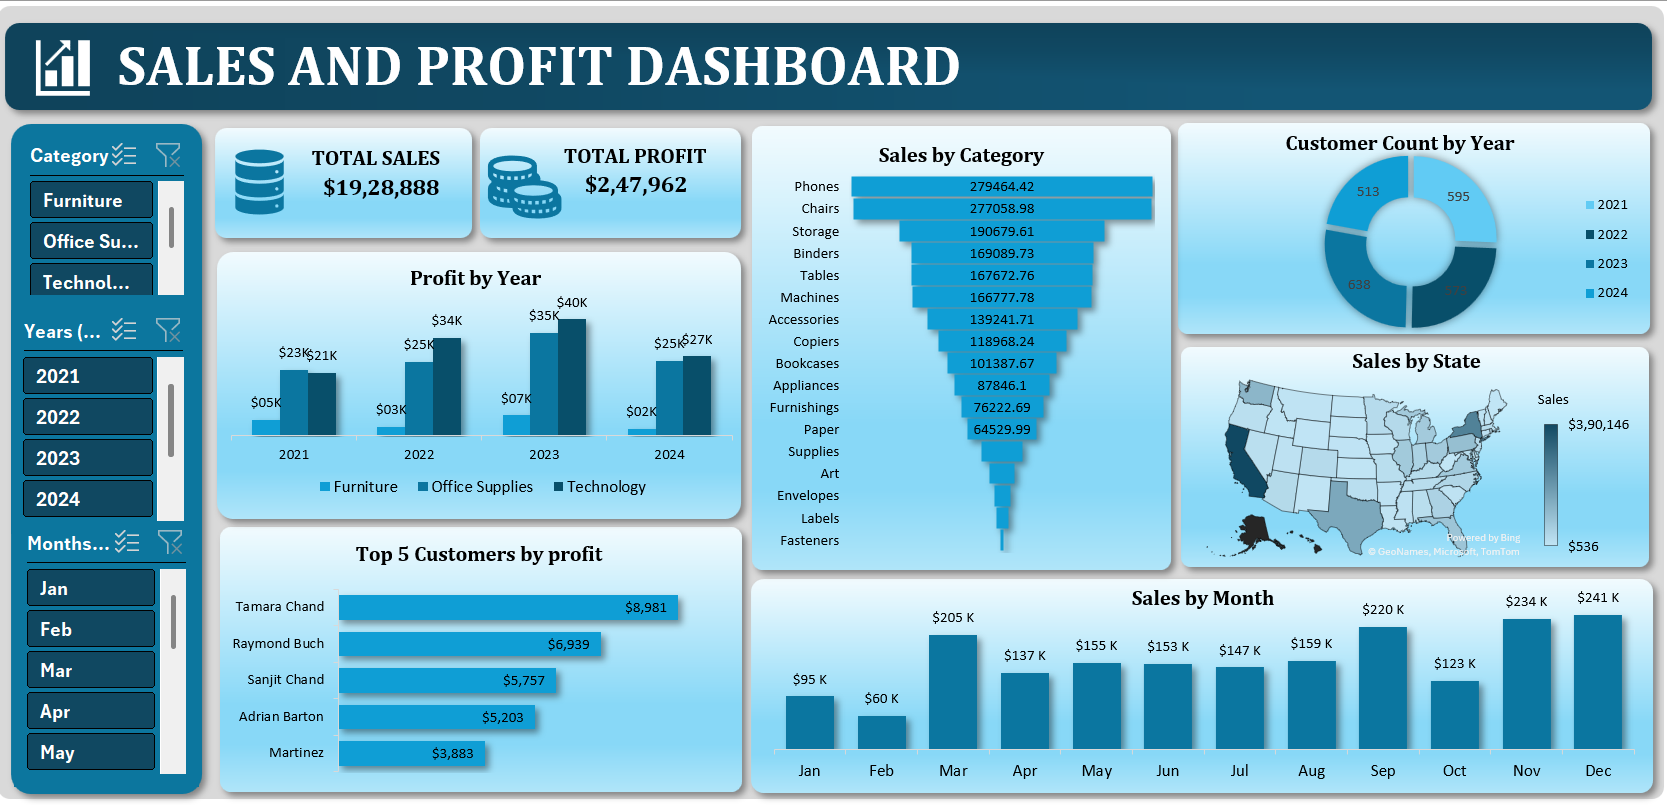 SALES AND PROFIT DASHBOARD
Category
Furniture
Office Su...
Technol...
Years (...
2021
2022
2023
2024
Months...
Jan
Feb
Mar
Apr
May
TOTAL SALES
$19,28,888
TOTAL PROFIT
$2,47,962
Profit by Year
$05K $23K $21K
$03K $25K $34K
$07K $35K $40K
$02K $25K $27K
2021 2022 2023 2024
Furniture Office Supplies Technology
Top 5 Customers by profit
Tamara Chand $8,981
Raymond Buch $6,939
Sanjit Chand $5,757
Adrian Barton $5,203
Martinez $3,883
Sales by Category
Phones 279464.42
Chairs 277058.98
Storage 190679.61
Binders 169089.73
Tables 167672.76
Machines 166777.78
Accessories 139241.71
Copiers 118968.24
Bookcases 101387.67
Appliances 87846.1
Furnishings 76222.69
Paper 64529.99
Supplies
Art
Envelopes
Labels
Fasteners
Customer Count by Year
513 595
638
2021
2022
2023
2024
Sales by State
Sales
$3,90,146
$536
Powered by Bing
© GeoNames, Microsoft, TomTom
Sales by Month
$95 K $60 K $205 K $137 K $155 K $153 K $147 K $159 K $220 K $123 K $234 K $241 K
Jan Feb Mar Apr May Jun Jul Aug Sep Oct Nov Dec